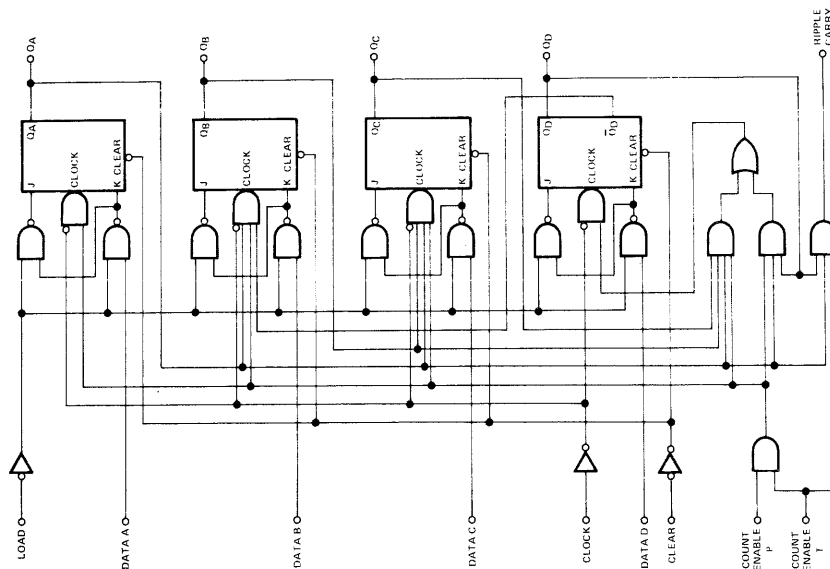 QA
QB
QC
QD
RIPPLE
CARRY
QA
J
CLOCK
K CLEAR
QB
J
CLOCK
K CLEAR
QC
J
CLOCK
K CLEAR
QD
QD
J
CLOCK
K CLEAR
LOAD
DATA A
DATA B
DATA C
CLOCK
DATA D
CLEAR
COUNT
ENABLE
P
COUNT
ENABLE
T